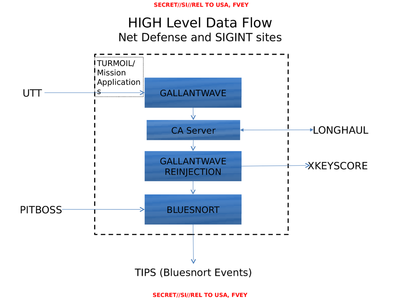 SECRET//SI//REL TO USA, FVEY
HIGH Level Data Flow
Net Defense and SIGINT sites
TURMOIL/
Mission
Application
s
UTT
GALLANTWAVE
CA Server
LONGHAUL
GALLANTWAVE
REINJECTION
XKEYSCORE
PITBOSS
BLUESNORT
TIPS (Bluesnort Events)
SECRET//SI//REL TO USA, FVEY